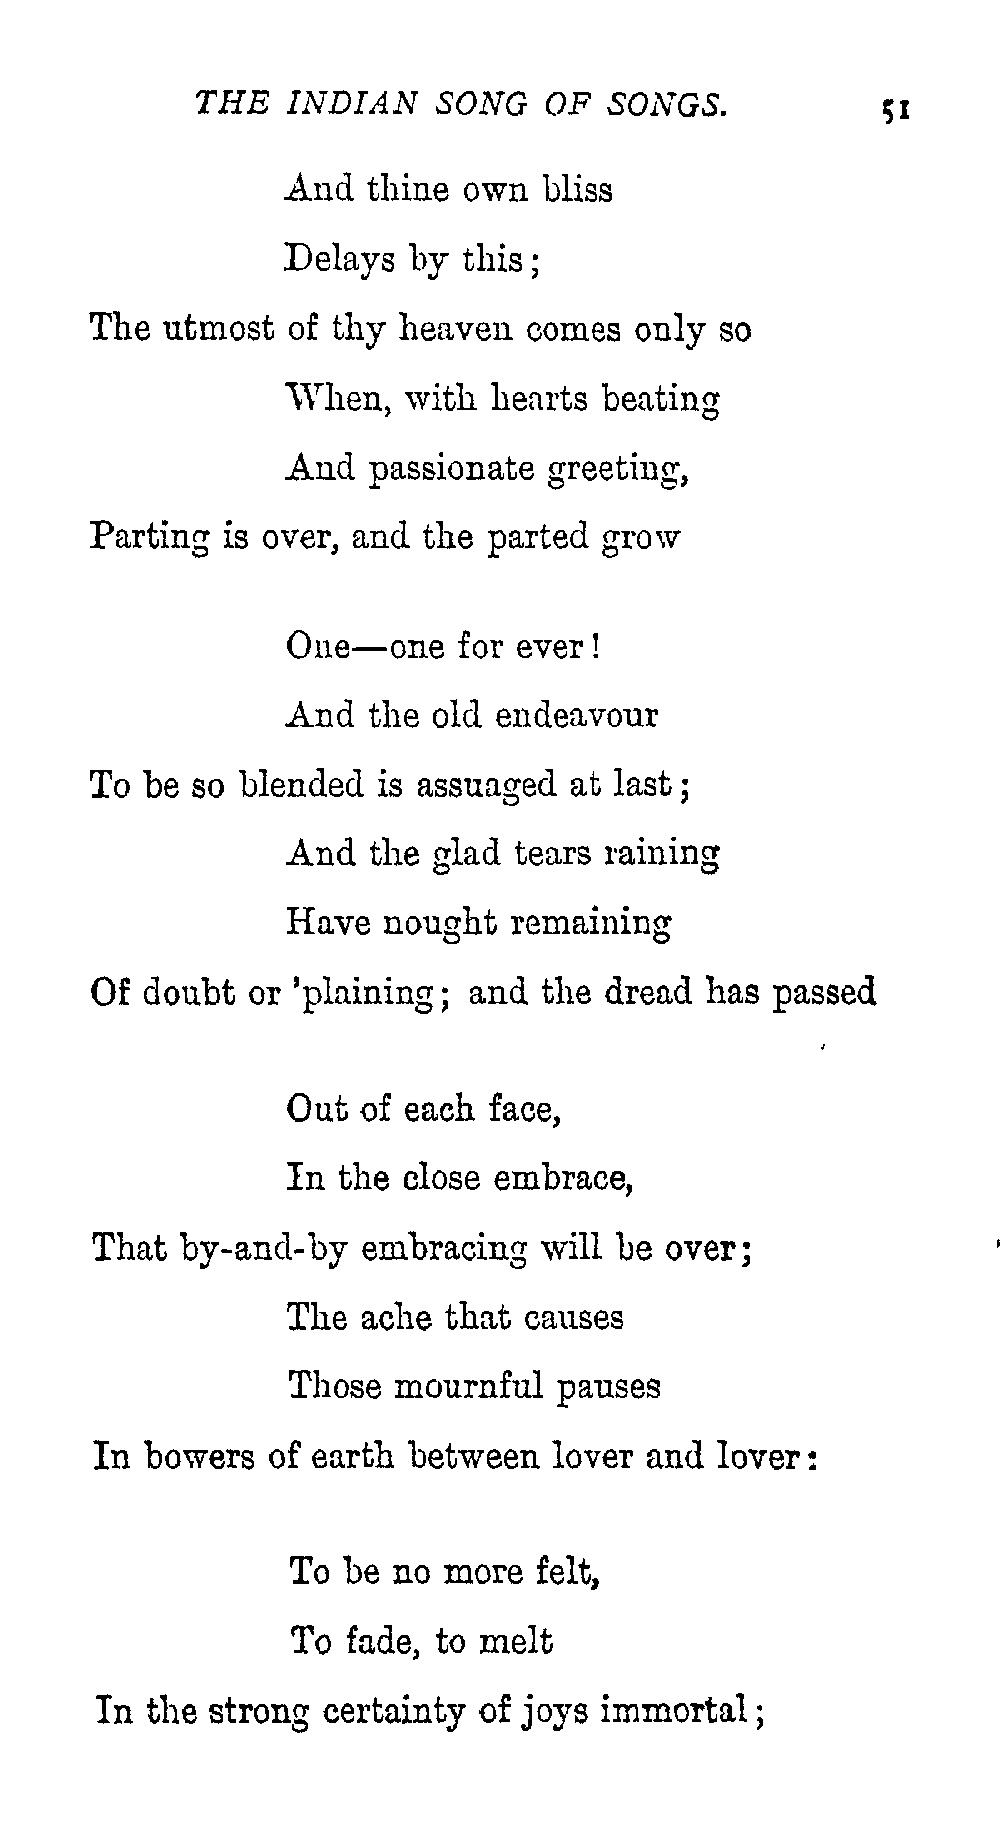 THE INDIAN SONG OF SONGS. 51
And thine own bliss
Delays by this;
The utmost of thy heaven comes only so
When, with hearts beating
And passionate greeting,
Parting is over, and the parted grow
One—one for ever!
And the old endeavour
To be so blended is assuaged at last;
And the glad tears raining
Have nought remaining
Of doubt or 'plaining; and the dread has passed
Out of each face,
In the close embrace,
That by-and-by embracing will be over;
The ache that causes
Those mournful pauses
In bowers of earth between lover and lover:
To be no more felt,
To fade, to melt
In the strong certainty of joys immortal;